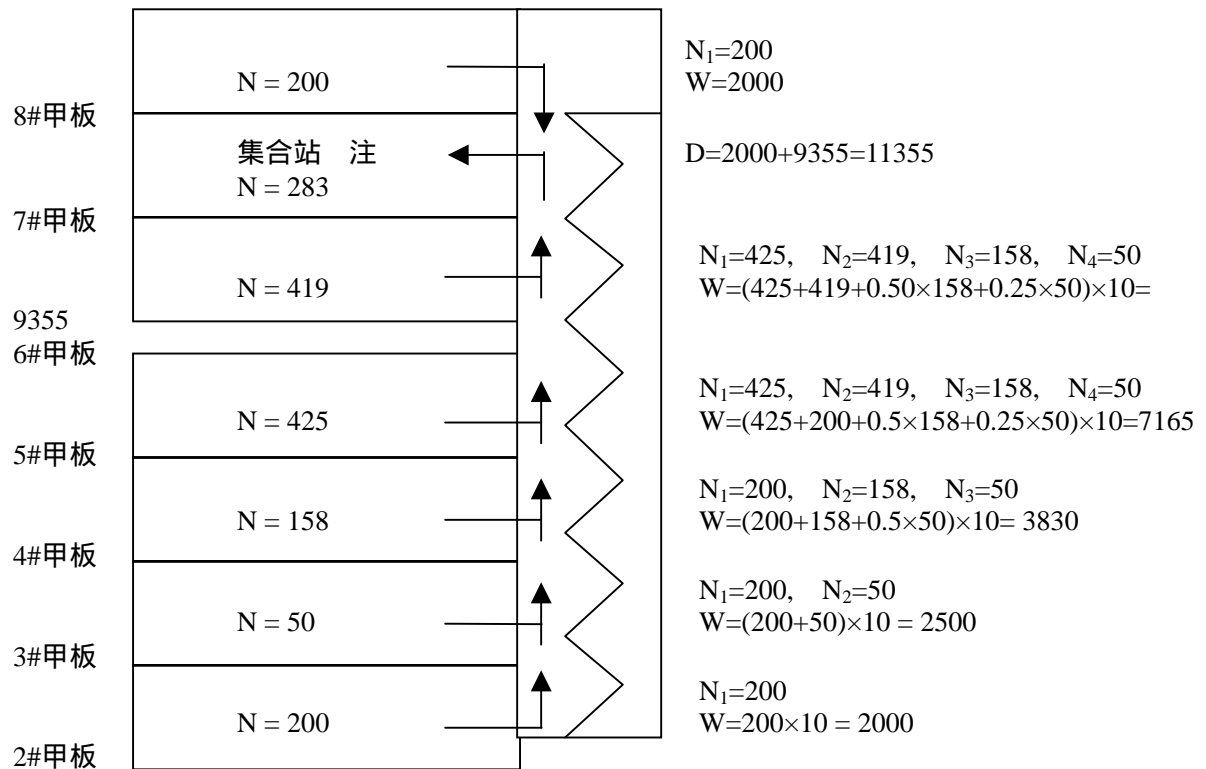 N₁=200
N = 200
W=2000
8#甲板
集合站 注
D=2000+9355=11355
N = 283
7#甲板
N₁=425, N₂=419, N₃=158, N₄=50
N = 419
W=(425+419+0.50×158+0.25×50)×10=
9355
6#甲板
N₁=425, N₂=419, N₃=158, N₄=50
N = 425
W=(425+200+0.5×158+0.25×50)×10=7165
5#甲板
N₁=200, N₂=158, N₃=50
N = 158
W=(200+158+0.5×50)×10= 3830
4#甲板
N₁=200, N₂=50
N = 50
W=(200+50)×10 = 2500
3#甲板
N₁=200
N = 200
W=200×10 = 2000
2#甲板